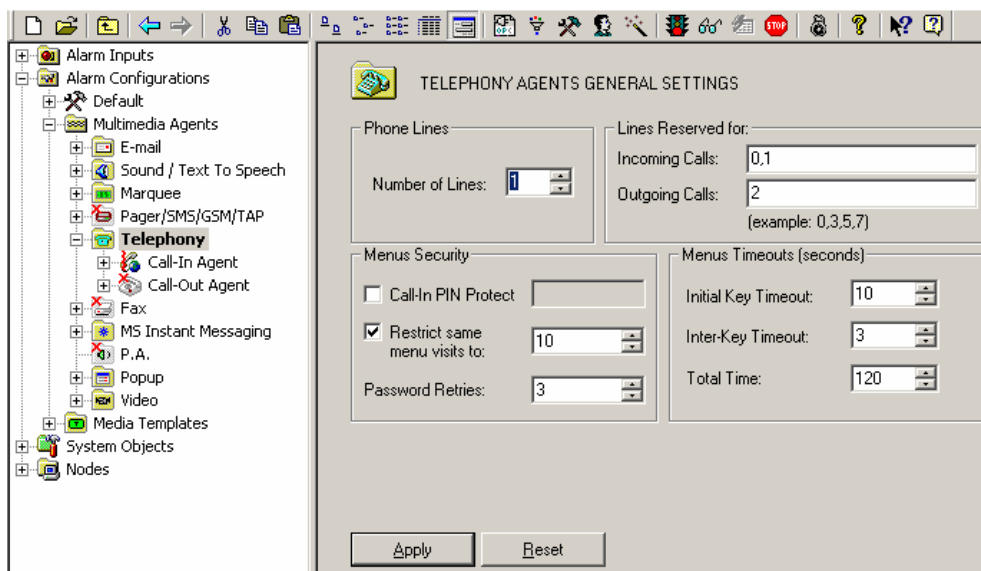 OPC
STOP
Alarm Inputs
Alarm Configurations
Default
Multimedia Agents
E-mail
Sound / Text To Speech
Marquee
Pager/SMS/GSM/TAP
Telephony
Call-In Agent
Call-Out Agent
Fax
MS Instant Messaging
P.A.
Popup
Video
Media Templates
System Objects
Nodes
TELEPHONY AGENTS GENERAL SETTINGS
Phone Lines
Number of Lines: 1
Lines Reserved for:
Incoming Calls: 0,1
Outgoing Calls: 2
(example: 0,3,5,7)
Menus Security
Call-In PIN Protect
Restrict same
menu visits to: 10
Password Retries: 3
Menus Timeouts (seconds)
Initial Key Timeout: 10
Inter-Key Timeout: 3
Total Time: 120
Apply Reset